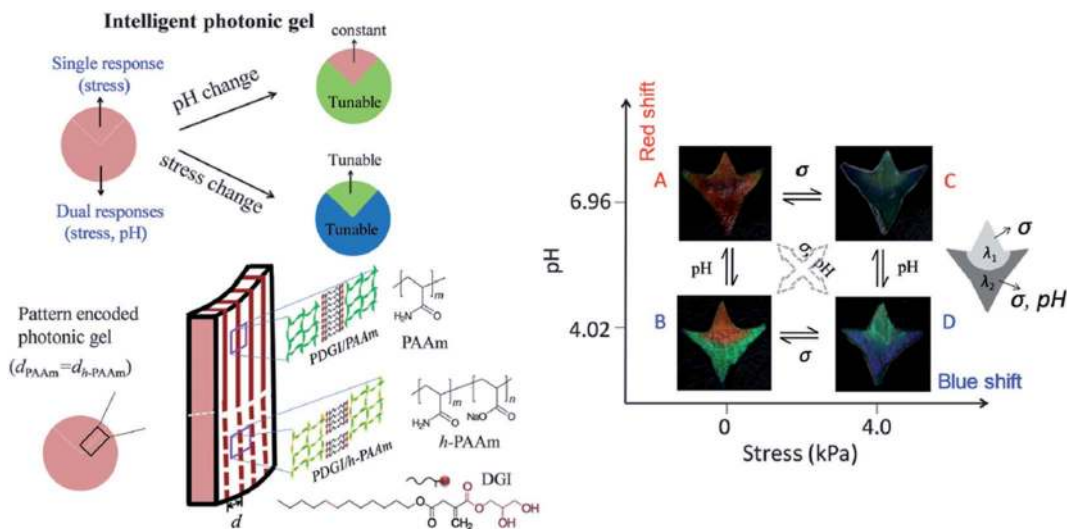 Intelligent photonic gel
Single response
(stress)
Dual responses
(stress, pH)
pH change
stress change
constant
Tunable
Tunable
Tunable
Pattern encoded
photonic gel
(dPAAm=dh-PAAm)
d
PDGI/PAAm
PDGI/h-PAAm
m
H₂N
O
PAAm
m
n
H₂N
O
NaO
O
h-PAAm
DGI
O
O
O
O
OH
OH
CH₂
Red shift
pH
6.96
4.02
A
σ
C
pH
σ, pH
pH
B
σ
D
Blue shift
0
4.0
Stress (kPa)
λ₁
σ
λ₂
σ, pH